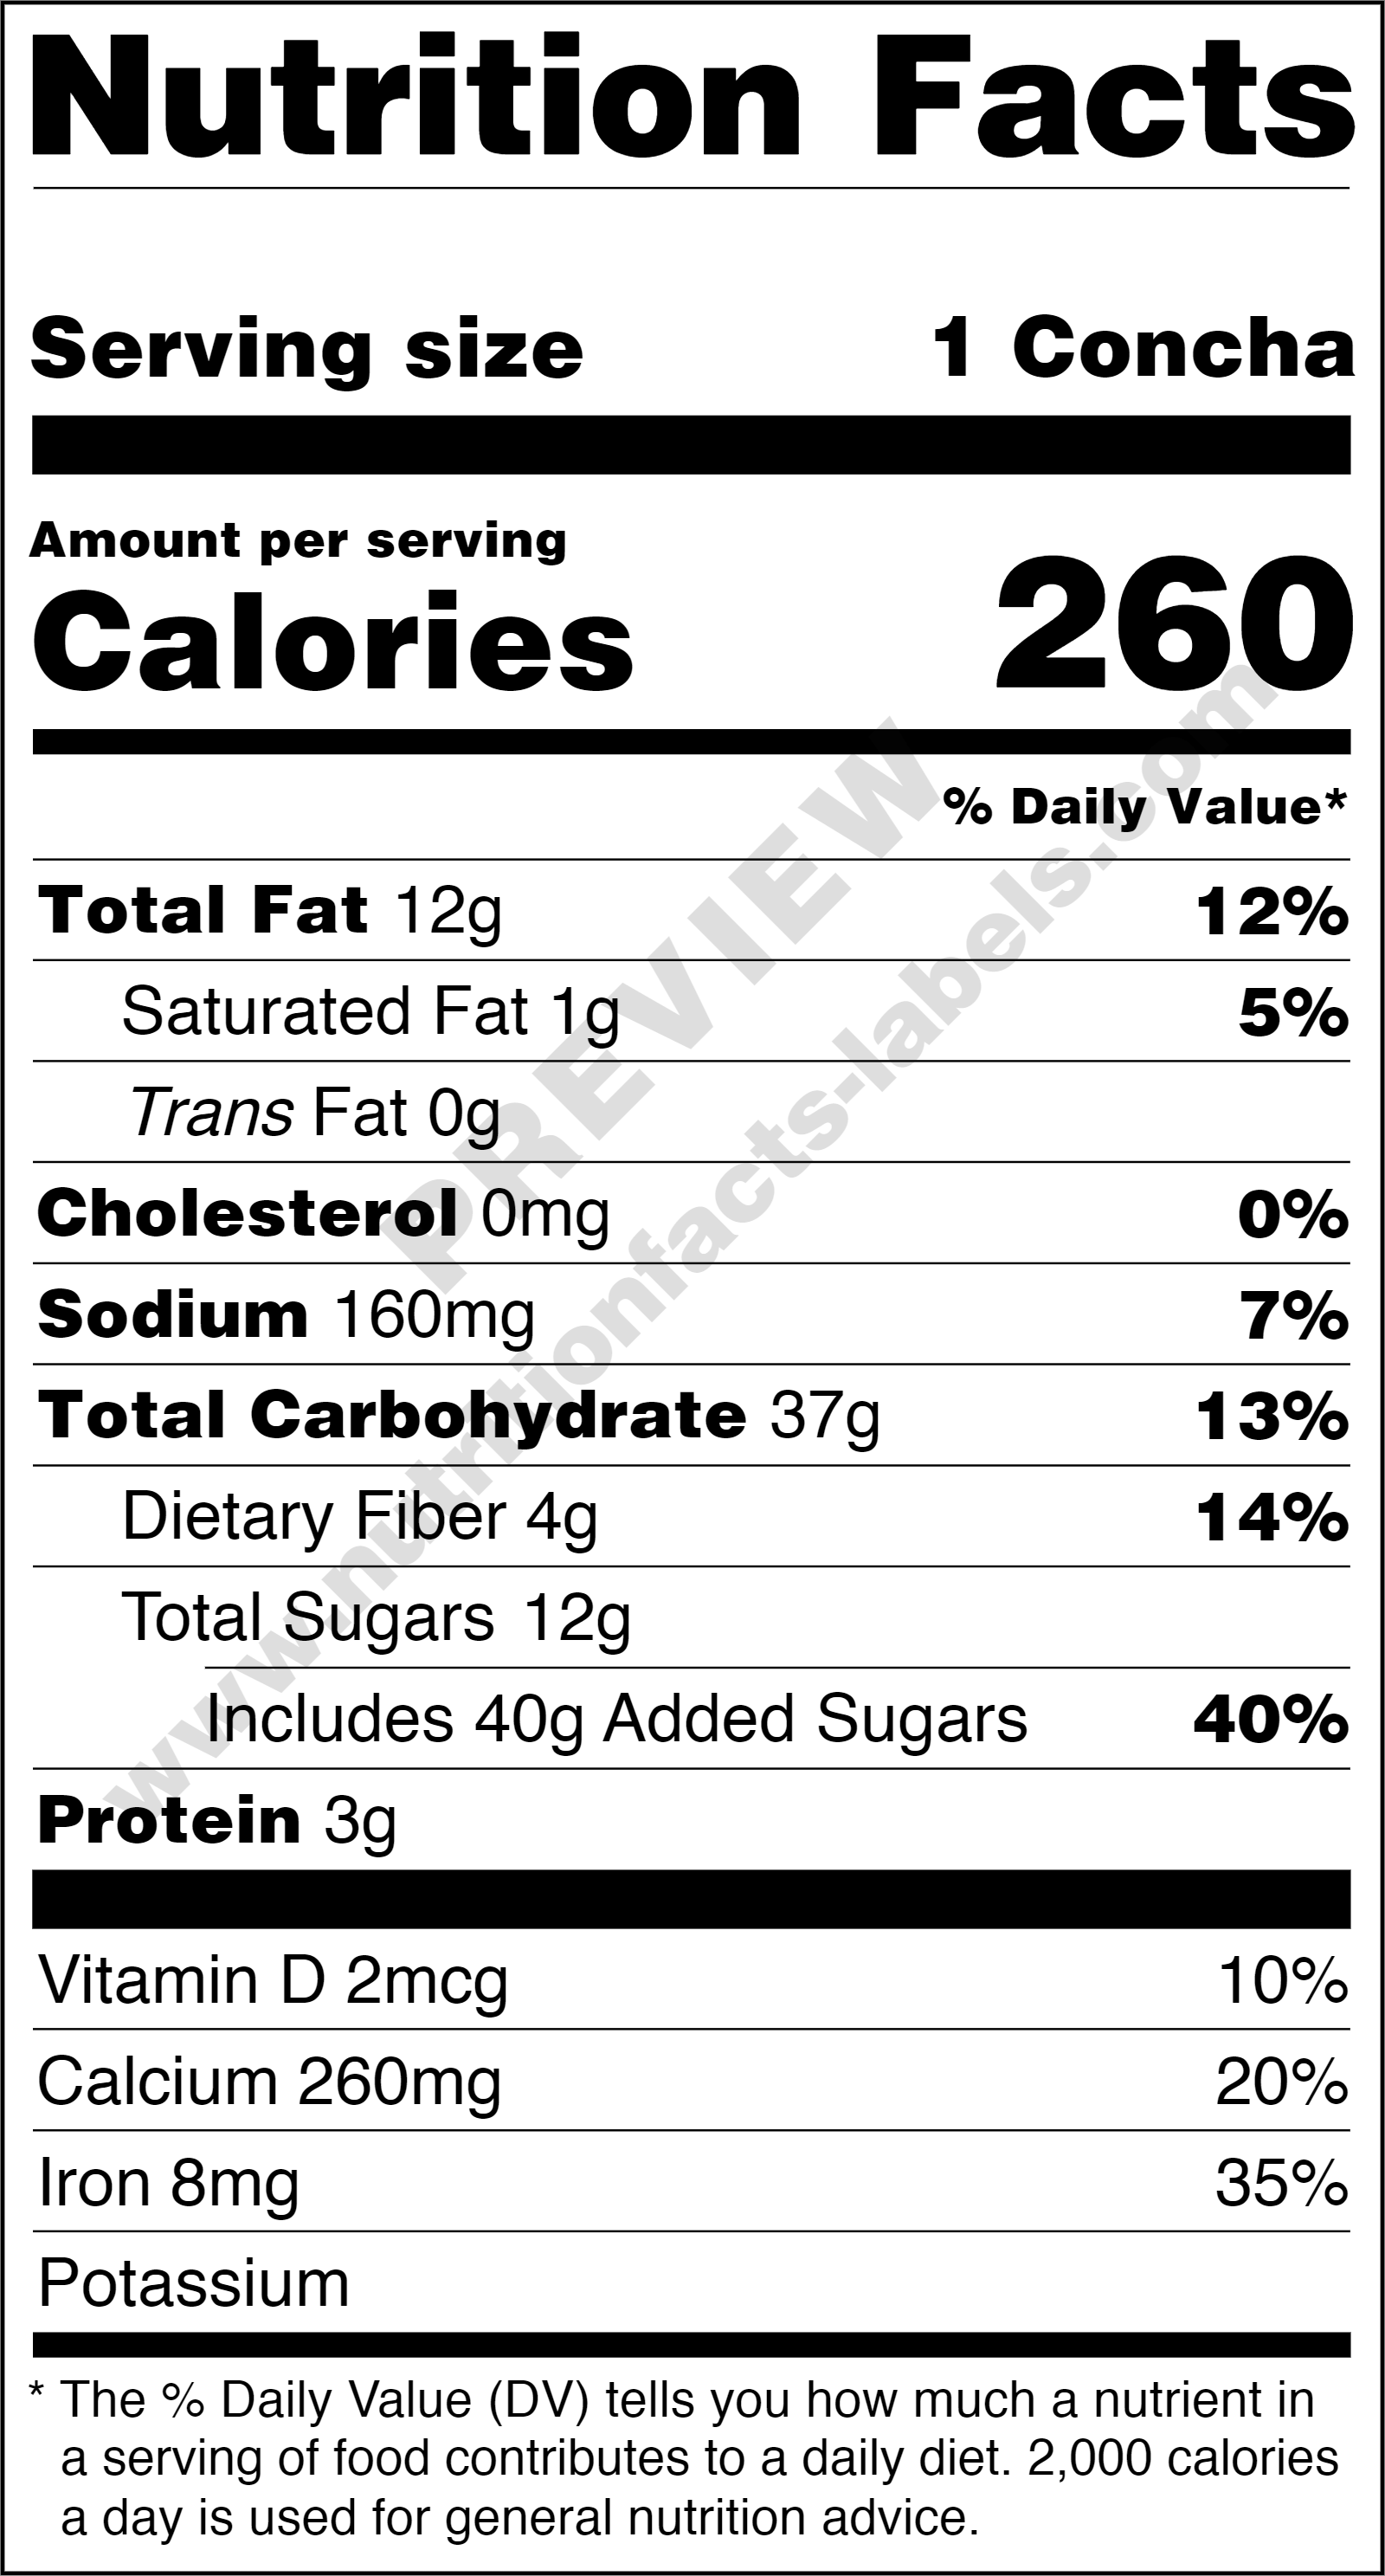 Nutrition Facts
Serving size 1 Concha
Amount per serving
Calories 260
% Daily Value*
Total Fat 12g 12%
Saturated Fat 1g 5%
Trans Fat 0g
Cholesterol 0mg 0%
Sodium 160mg 7%
Total Carbohydrate 37g 13%
Dietary Fiber 4g 14%
Total Sugars 12g
Includes 40g Added Sugars 40%
Protein 3g
Vitamin D 2mcg 10%
Calcium 260mg 20%
Iron 8mg 35%
Potassium
* The % Daily Value (DV) tells you how much a nutrient in
a serving of food contributes to a daily diet. 2,000 calories
a day is used for general nutrition advice.
PREVIEW
www.nutritionfacts-labels.com